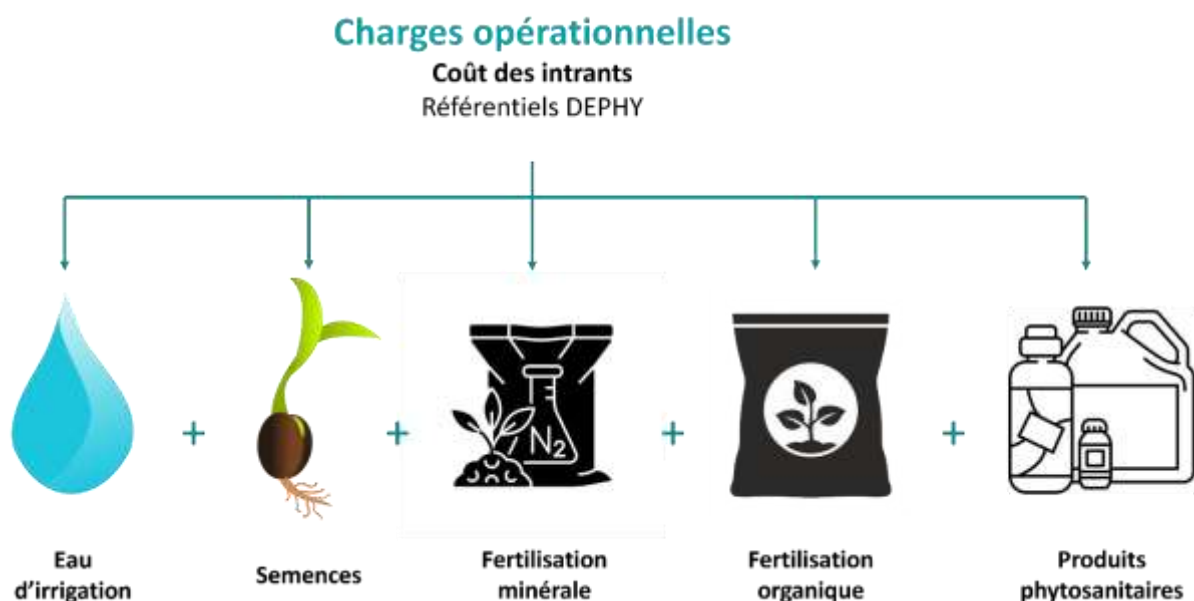 Charges opérationnelles
Coût des intrants
Référentiels DEPHY
+
+
+
+
N2
Eau
d'irrigation
Semences
Fertilisation
minérale
Fertilisation
organique
Produits
phytosanitaires